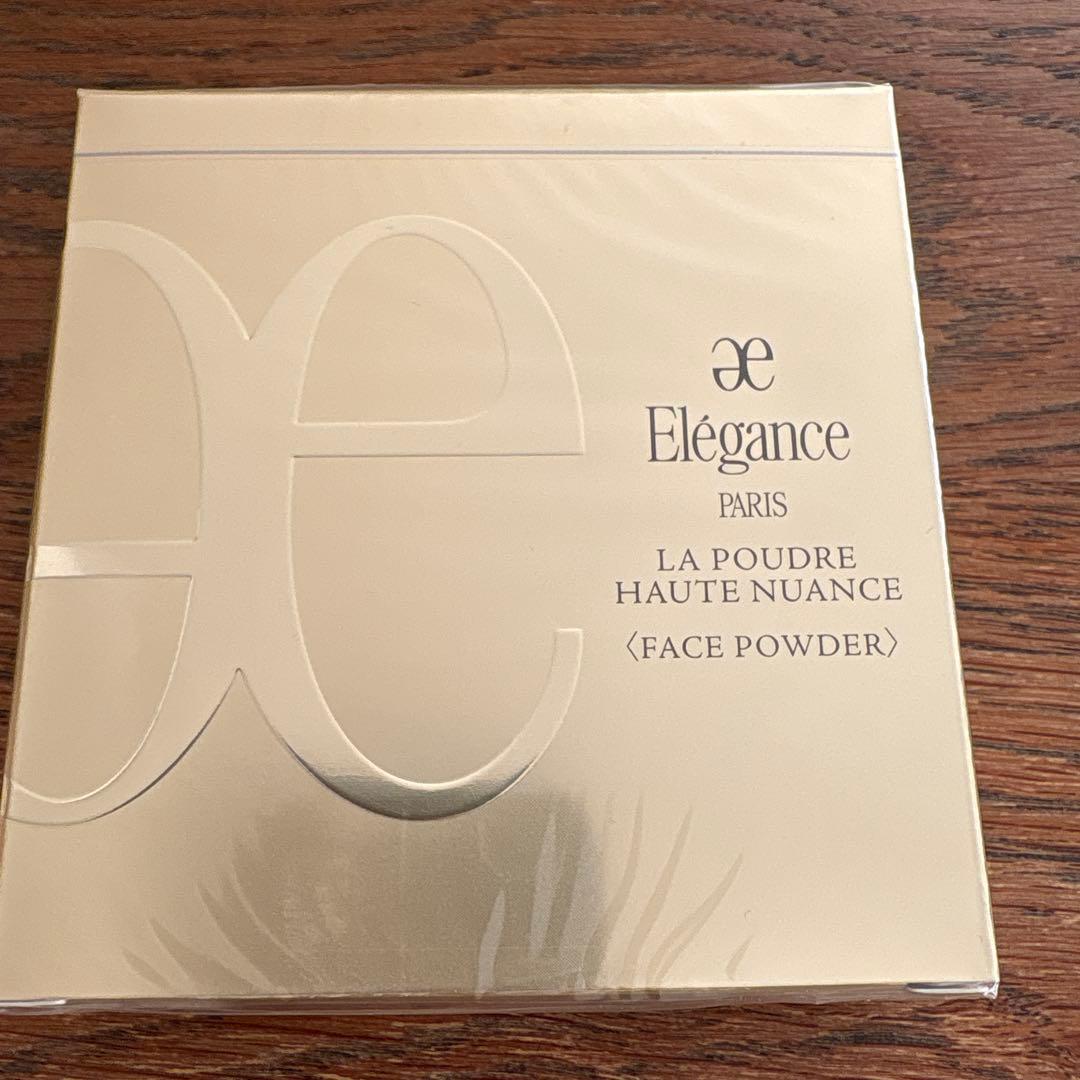 æ
Elégance
PARIS
LA POUDRE
HAUTE NUANCE
〈FACE POWDER〉